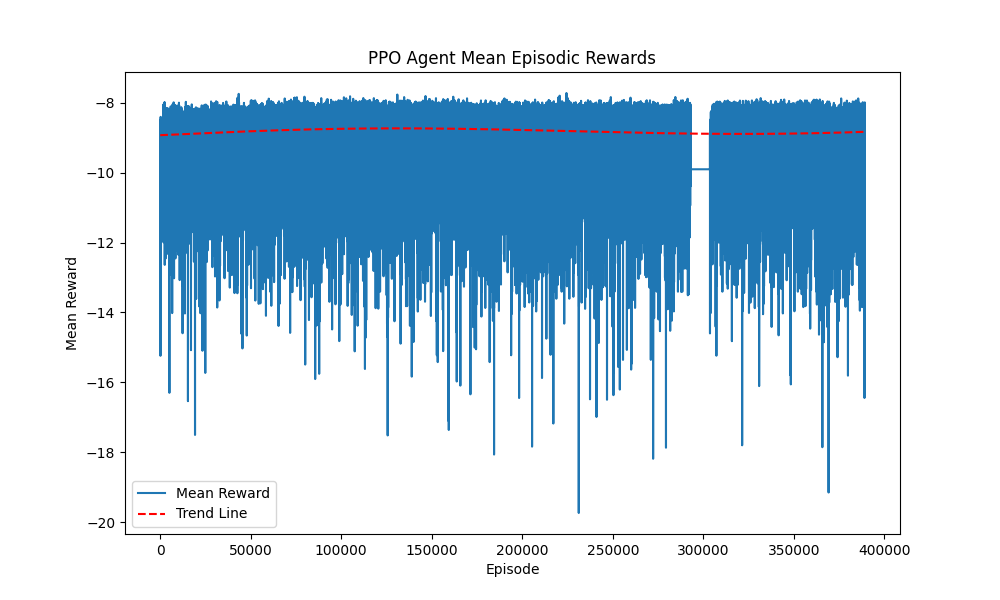 PPO Agent Mean Episodic Rewards
−8
−10
−12
−14
−16
−18
−20
Mean Reward
Mean Reward
Trend Line
0 50000 100000 150000 200000 250000 300000 350000 400000
Episode